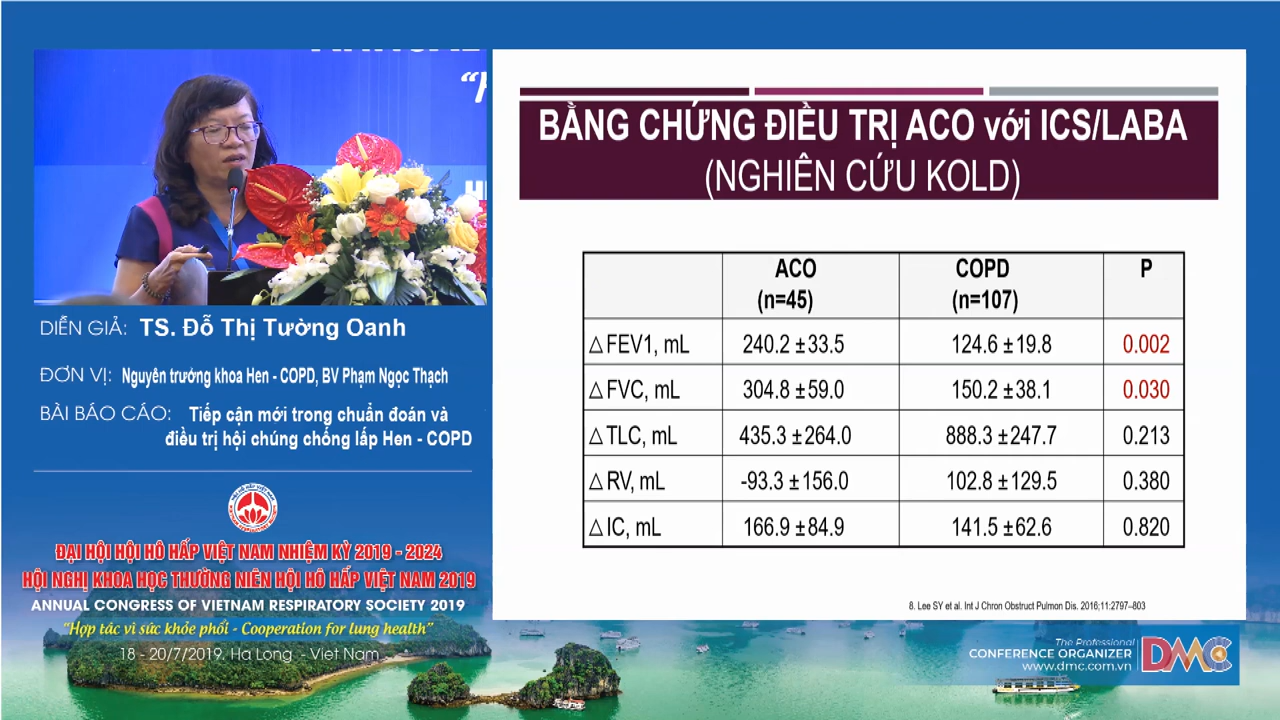 DIỄN GIẢ: TS. Đỗ Thị Tường Oanh
ĐƠN VỊ: Nguyên trưởng khoa Hen - COPD, BV Phạm Ngọc Thạch
BÀI BÁO CÁO: Tiếp cận mới trong chuẩn đoán và
điều trị hội chứng chồng lấp Hen - COPD
ĐẠI HỘI HỘI HÔ HẤP VIỆT NAM NHIỆM KỲ 2019 - 2024
HỘI NGHỊ KHOA HỌC THƯỜNG NIÊN HỘI HÔ HẤP VIỆT NAM 2019
ANNUAL CONGRESS OF VIETNAM RESPIRATORY SOCIETY 2019
“Hợp tác vì sức khỏe phổi - Cooperation for lung health”
18 - 20/7/2019. Ha Long - Viet Nam
BẰNG CHỨNG ĐIỀU TRỊ ACO với ICS/LABA
(NGHIÊN CỨU KOLD)
ACO (n=45) COPD (n=107) P
△FEV1, mL 240.2 ±33.5 124.6 ±19.8 0.002
△FVC, mL 304.8 ±59.0 150.2 ±38.1 0.030
△TLC, mL 435.3 ±264.0 888.3 ±247.7 0.213
△RV, mL -93.3 ±156.0 102.8 ±129.5 0.380
△IC, mL 166.9 ±84.9 141.5 ±62.6 0.820
8. Lee SY et al. Int J Chron Obstruct Pulmon Dis. 2016;11:2797–803
The Professional
CONFERENCE ORGANIZER
www.dmc.com.vn
DMC